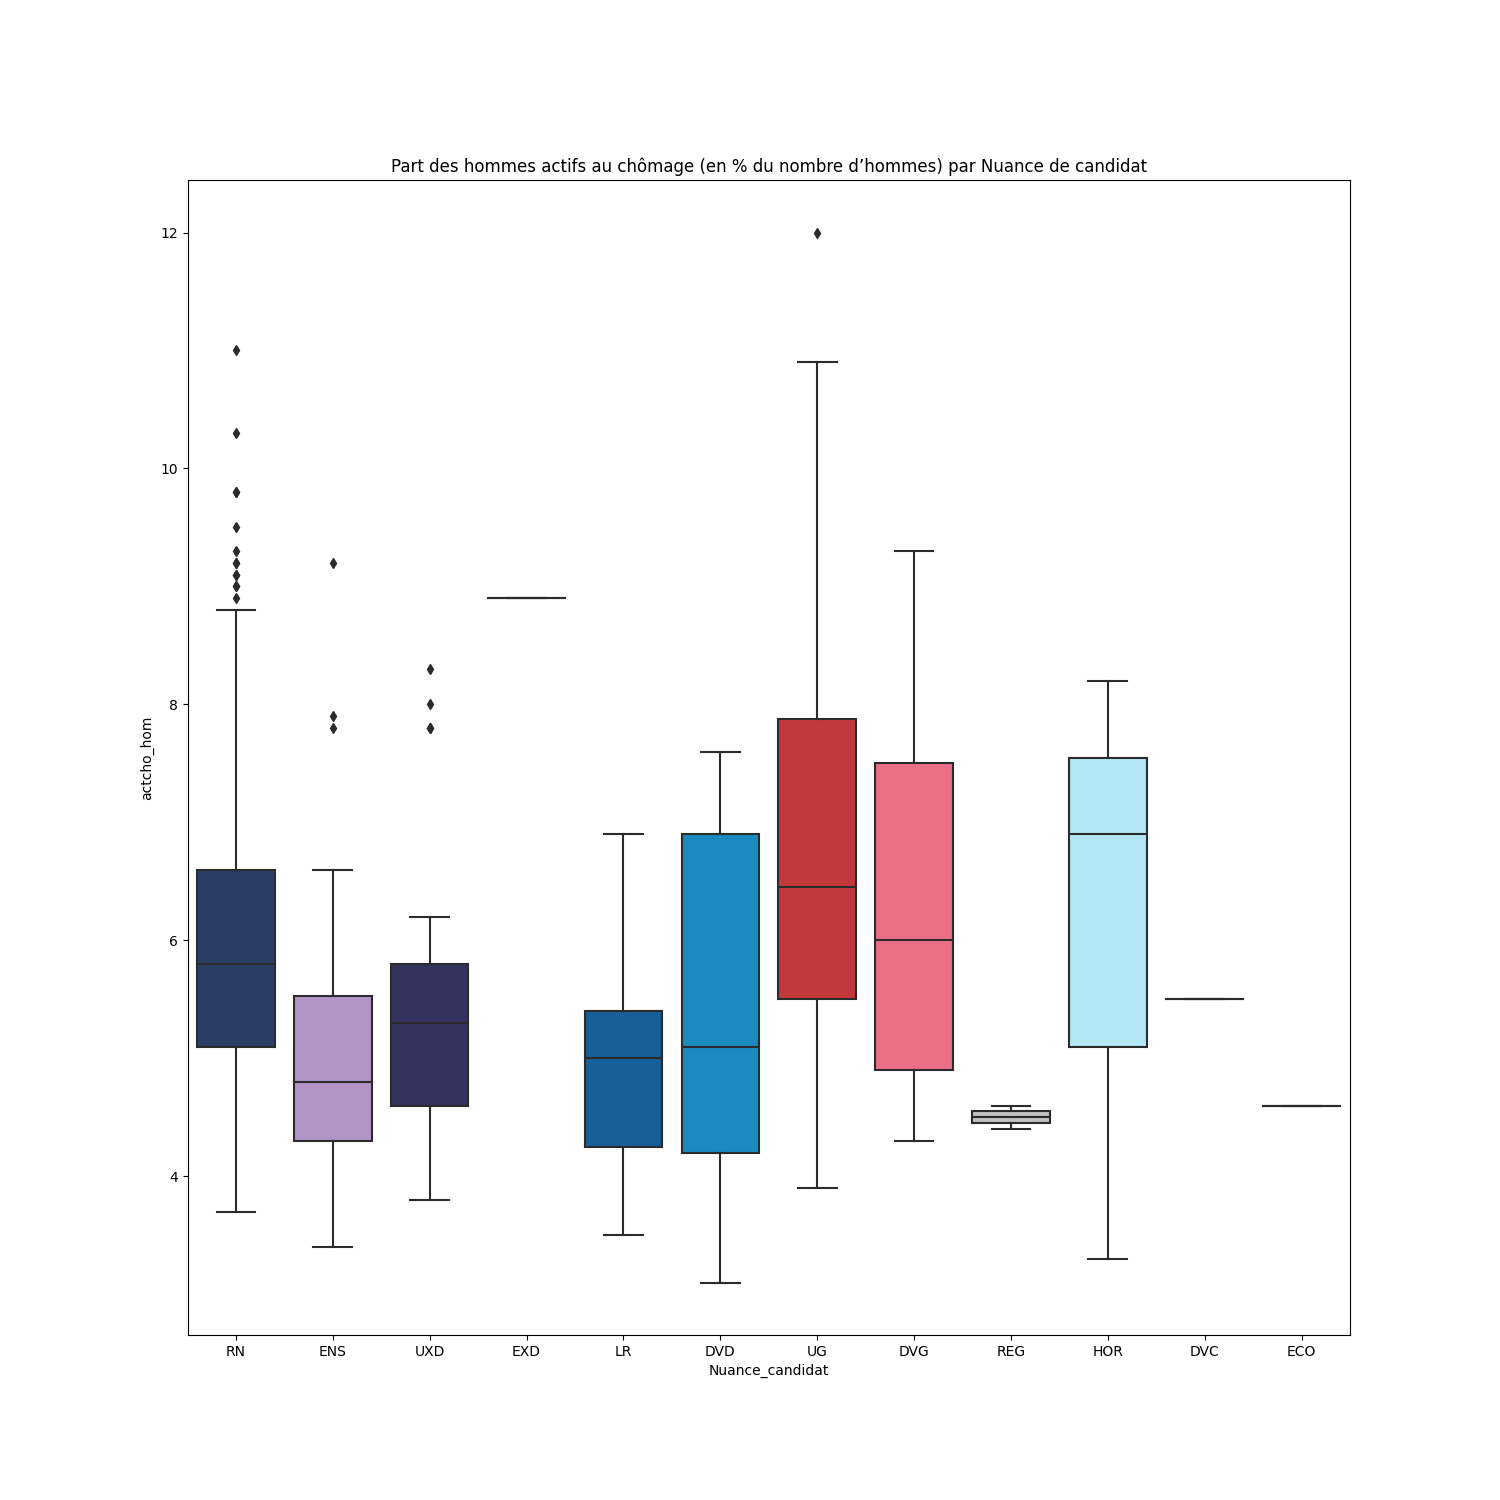 Part des hommes actifs au chômage (en % du nombre d’hommes) par Nuance de candidat
12
10
8
6
4
actcho_hom
RN ENS UXD EXD LR DVD UG DVG REG HOR DVC ECO
Nuance_candidat